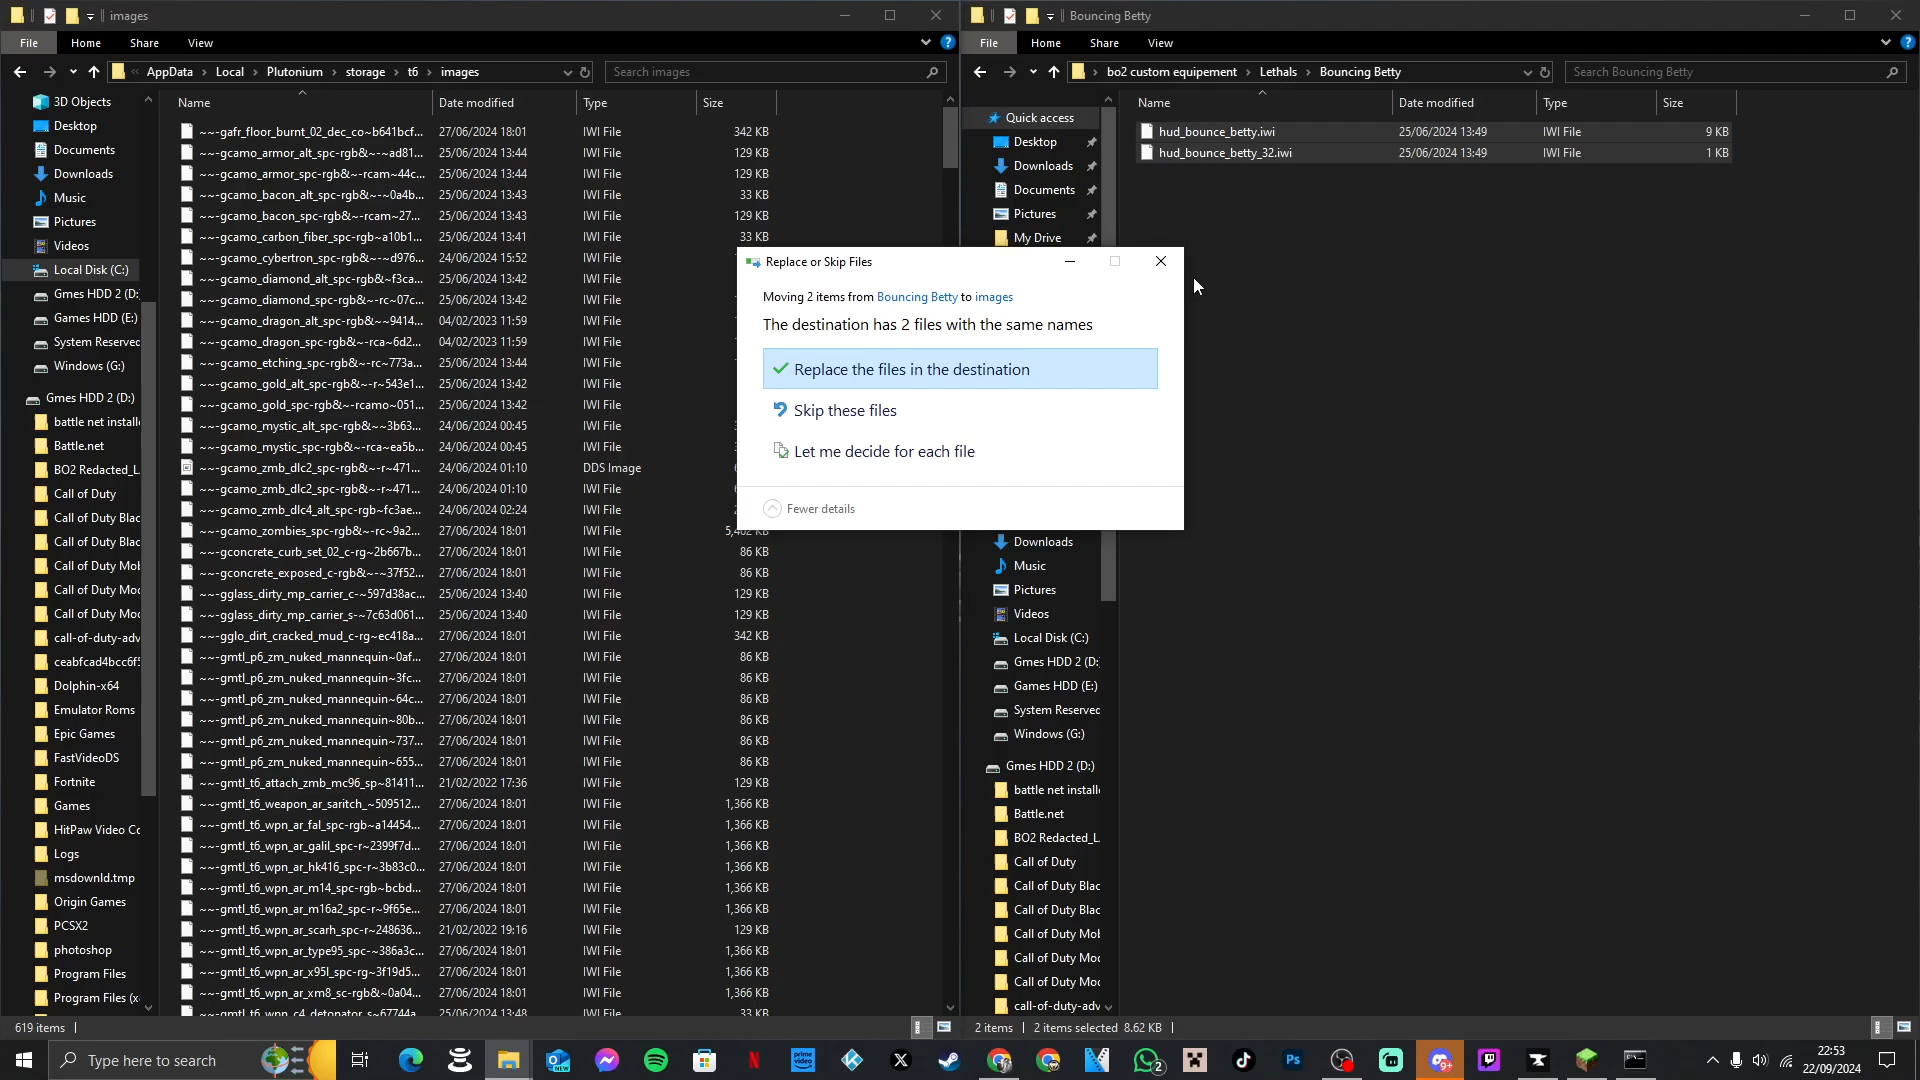 images
File
Home
Share
View
AppData
Local
Plutonium
storage
t6
images
Search images
3D Objects
Desktop
Documents
Downloads
Music
Pictures
Videos
Local Disk (C:)
Gmes HDD 2 (D:
Games HDD (E:)
System Reserved
Windows (G:)
Gmes HDD 2 (D:)
battle net installe
Battle.net
BO2 Redacted_L
Call of Duty
Call of Duty Blac
Call of Duty Blac
Call of Duty Mob
Call of Duty Moc
Call of Duty Moc
call-of-duty-adv
ceabfcad4bcc6f5
Dolphin-x64
Emulator Roms
Epic Games
FastVideoDS
Fortnite
Games
HitPaw Video Cc
Logs
msdownld.tmp
Origin Games
PCSX2
photoshop
Program Files
Program Files (x
Name Date modified Type Size
~~-gafr_floor_burnt_02_dec_co~b641bcf... 27/06/2024 18:01 IWI File 342 KB
~~-gcamo_armor_alt_spc-rgb&~-~ad81... 25/06/2024 13:44 IWI File 129 KB
~~-gcamo_armor_spc-rgb&~-rcam~44c... 25/06/2024 13:44 IWI File 129 KB
~~-gcamo_bacon_alt_spc-rgb&~-~0a4b... 25/06/2024 13:43 IWI File 33 KB
~~-gcamo_bacon_spc-rgb&~-rcam~27... 25/06/2024 13:43 IWI File 129 KB
~~-gcamo_carbon_fiber_spc-rgb~a10b1... 25/06/2024 13:41 IWI File 33 KB
~~-gcamo_cybertron_spc-rgb&~-~d976... 24/06/2024 15:52 IWI File
~~-gcamo_diamond_alt_spc-rgb&~f3ca... 25/06/2024 13:42 IWI File
~~-gcamo_diamond_spc-rgb&~-rc~07c... 25/06/2024 13:42 IWI File
~~-gcamo_dragon_alt_spc-rgb&~~9414... 04/02/2023 11:59 IWI File
~~-gcamo_dragon_spc-rgb&~-rca~6d2... 04/02/2023 11:59 IWI File
~~-gcamo_etching_spc-rgb&~-rc~773a... 25/06/2024 13:44 IWI File
~~-gcamo_gold_alt_spc-rgb&~-r~543e1... 25/06/2024 13:42 IWI File
~~-gcamo_gold_spc-rgb&~-rcamo~051... 25/06/2024 13:42 IWI File
~~-gcamo_mystic_alt_spc-rgb&~~3b63... 24/06/2024 00:45 IWI File
~~-gcamo_mystic_spc-rgb&~-rca~ea5b... 24/06/2024 00:45 IWI File
~~-gcamo_zmb_dlc2_spc-rgb&~-r~471... 24/06/2024 01:10 DDS Image
~~-gcamo_zmb_dlc2_spc-rgb&~-r~471... 24/06/2024 01:10 IWI File
~~-gcamo_zmb_dlc4_alt_spc-rgb~fc3ae... 24/06/2024 02:24 IWI File
~~-gcamo_zombies_spc-rgb&~-rc~9a2... 27/06/2024 18:01 IWI File
~~-gconcrete_curb_set_02_c-rg~2b667b... 27/06/2024 18:01 IWI File 86 KB
~~-gconcrete_exposed_c-rgb&~-~37f52... 27/06/2024 18:01 IWI File 86 KB
~~-gglass_dirty_mp_carrier_c-~597d38ac... 25/06/2024 13:40 IWI File 129 KB
~~-gglass_dirty_mp_carrier_s-~7c63d061... 25/06/2024 13:40 IWI File 129 KB
~~-gglo_dirt_cracked_mud_c-rg~ec418a... 27/06/2024 18:01 IWI File 342 KB
~~-gmtl_p6_zm_nuked_mannequin~0af... 27/06/2024 18:01 IWI File 86 KB
~~-gmtl_p6_zm_nuked_mannequin~3fc... 27/06/2024 18:01 IWI File 86 KB
~~-gmtl_p6_zm_nuked_mannequin~64c... 27/06/2024 18:01 IWI File 86 KB
~~-gmtl_p6_zm_nuked_mannequin~80b... 27/06/2024 18:01 IWI File 86 KB
~~-gmtl_p6_zm_nuked_mannequin~737... 27/06/2024 18:01 IWI File 86 KB
~~-gmtl_p6_zm_nuked_mannequin~655... 27/06/2024 18:01 IWI File 86 KB
~~-gmtl_t6_attach_zmb_mc96_sp~81411... 21/02/2022 17:36 IWI File 129 KB
~~-gmtl_t6_weapon_ar_saritch_~509512... 27/06/2024 18:01 IWI File 1,366 KB
~~-gmtl_t6_wpn_ar_fal_spc-rgb~a14454... 27/06/2024 18:01 IWI File 1,366 KB
~~-gmtl_t6_wpn_ar_galil_spc-r~2399f7d... 27/06/2024 18:01 IWI File 1,366 KB
~~-gmtl_t6_wpn_ar_hk416_spc-r~3b83c0... 27/06/2024 18:01 IWI File 1,366 KB
~~-gmtl_t6_wpn_ar_m14_spc-rgb~bcbd... 27/06/2024 18:01 IWI File 1,366 KB
~~-gmtl_t6_wpn_ar_m16a2_spc-r~9f65e... 27/06/2024 18:01 IWI File 1,366 KB
~~-gmtl_t6_wpn_ar_scarh_spc-r~248636... 21/02/2022 19:16 IWI File 129 KB
~~-gmtl_t6_wpn_ar_type95_spc-~386a3c... 27/06/2024 18:01 IWI File 1,366 KB
~~-gmtl_t6_wpn_ar_x95l_spc-rg~3f19d5... 27/06/2024 18:01 IWI File 1,366 KB
~~-gmtl_t6_wpn_ar_xm8_sc-rgb&~0a04... 27/06/2024 18:01 IWI File 1,366 KB
~~-gmtl_t6_wpn_c4_detonator_s~67744a... 25/06/2024 13:48 IWI File 33 KB
619 items
Bouncing Betty
File
Home
Share
View
bo2 custom equipement
Lethals
Bouncing Betty
Search Bouncing Betty
Quick access
Desktop
Downloads
Documents
Pictures
My Drive
Downloads
Music
Pictures
Videos
Local Disk (C:)
Gmes HDD 2 (D:
Games HDD (E:)
System Reserved
Windows (G:)
Gmes HDD 2 (D:)
battle net installe
Battle.net
BO2 Redacted_L
Call of Duty
Call of Duty Blac
Call of Duty Blac
Call of Duty Mob
Call of Duty Moc
Call of Duty Moc
call-of-duty-adv
Name Date modified Type Size
hud_bounce_betty.iwi 25/06/2024 13:49 IWI File 9 KB
hud_bounce_betty_32.iwi 25/06/2024 13:49 IWI File 1 KB
2 items 2 items selected 8.62 KB
Replace or Skip Files
Moving 2 items from Bouncing Betty to images
The destination has 2 files with the same names
Replace the files in the destination
Skip these files
Let me decide for each file
Fewer details
Type here to search
NEW
prime video
Ps
2
9+
22:53
22/09/2024